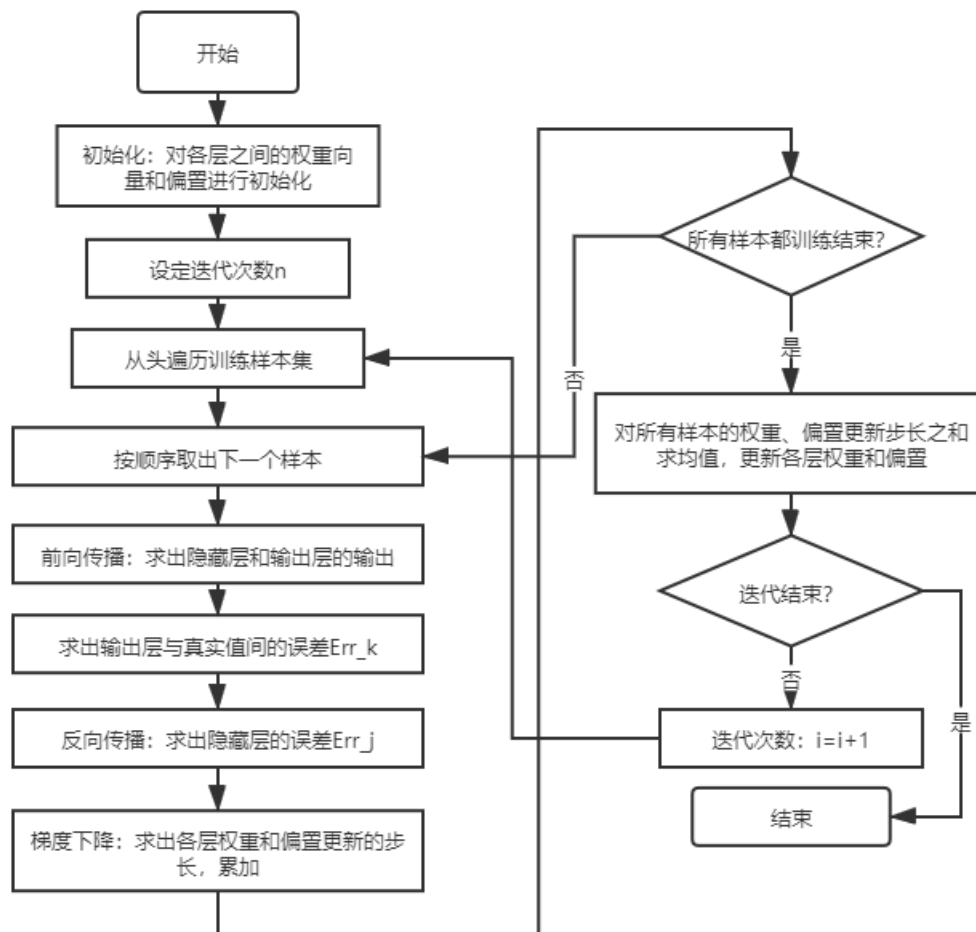 开始
初始化：对各层之间的权重向
量和偏置进行初始化
设定迭代次数n
从头遍历训练样本集
按顺序取出下一个样本
前向传播：求出隐藏层和输出层的输出
求出输出层与真实值间的误差Err_k
反向传播：求出隐藏层的误差Err_j
梯度下降：求出各层权重和偏置更新的步
长，累加
所有样本都训练结束？
否
是
对所有样本的权重、偏置更新步长之和
求均值，更新各层权重和偏置
迭代结束？
否
是
迭代次数：i=i+1
结束